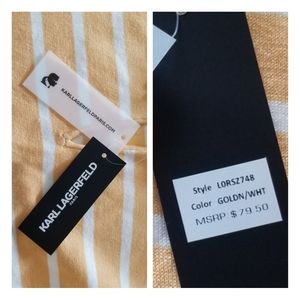 KARLLAGERFELDPARIS.COM
KARL LAGERFELD
PARIS
Style L0RSZ748
Color GOLDN/WHT
MSRP $79.50